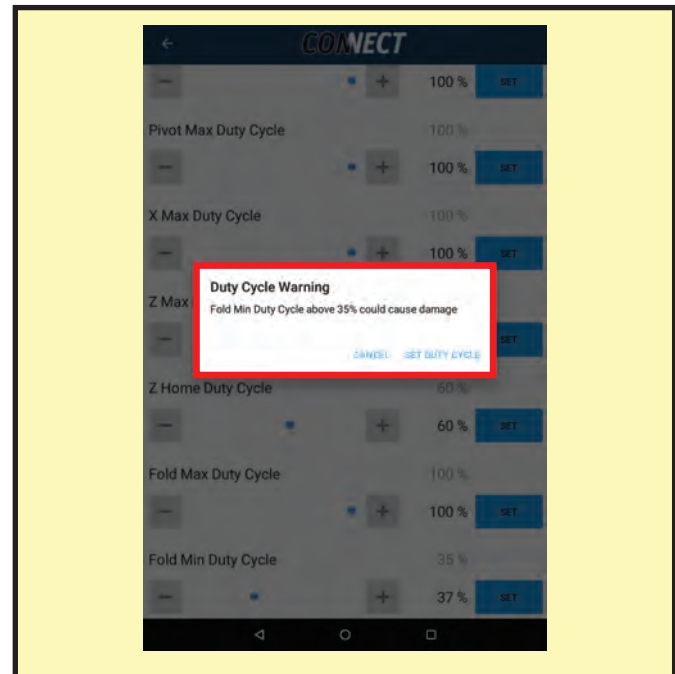 CONNECT
100 % SET
Pivot Max Duty Cycle 100 %
100 % SET
X Max Duty Cycle 100 %
100 % SET
Duty Cycle Warning
Z Max
Fold Min Duty Cycle above 35% could cause damage
CANCEL SET DUTY CYCLE
SET
Z Home Duty Cycle 60 %
60 % SET
Fold Max Duty Cycle 100 %
100 % SET
Fold Min Duty Cycle 35 %
37 % SET